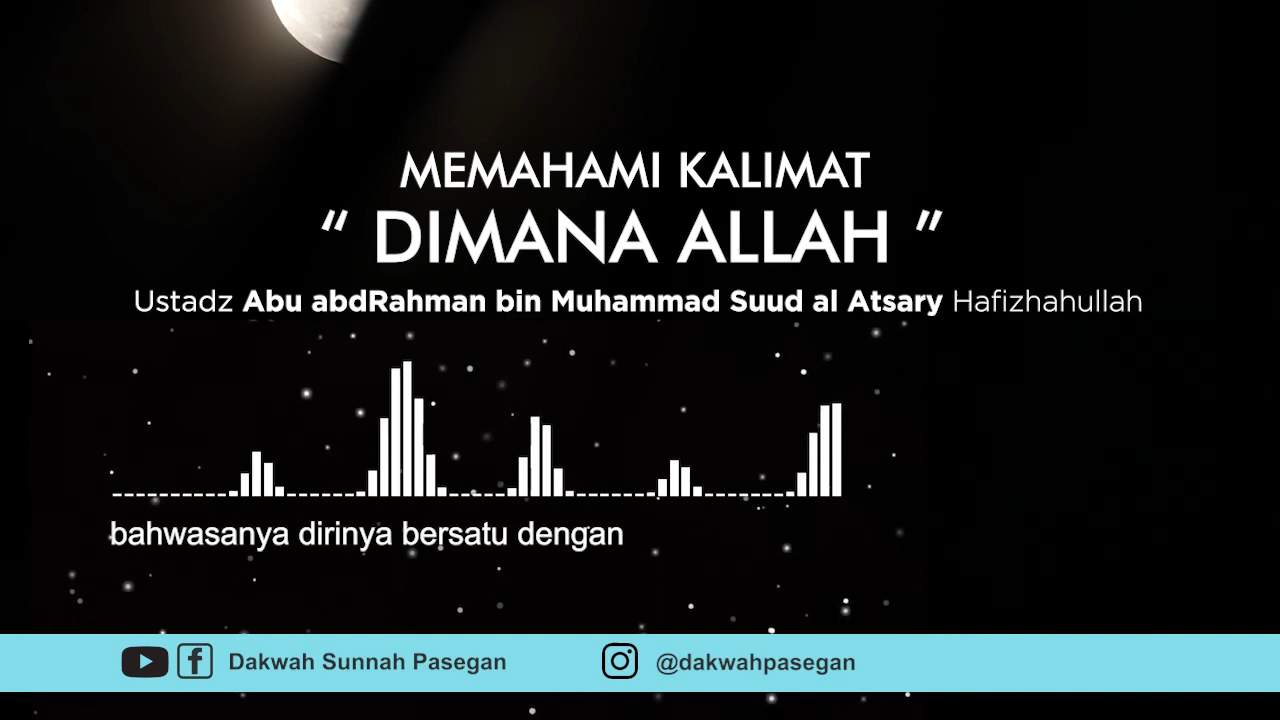 MEMAHAMI KALIMAT
“ DIMANA ALLAH ”
Ustadz Abu abdRahman bin Muhammad Suud al Atsary Hafizhahullah
bahwasanya dirinya bersatu dengan
Dakwah Sunnah Pasegan @dakwahpasegan